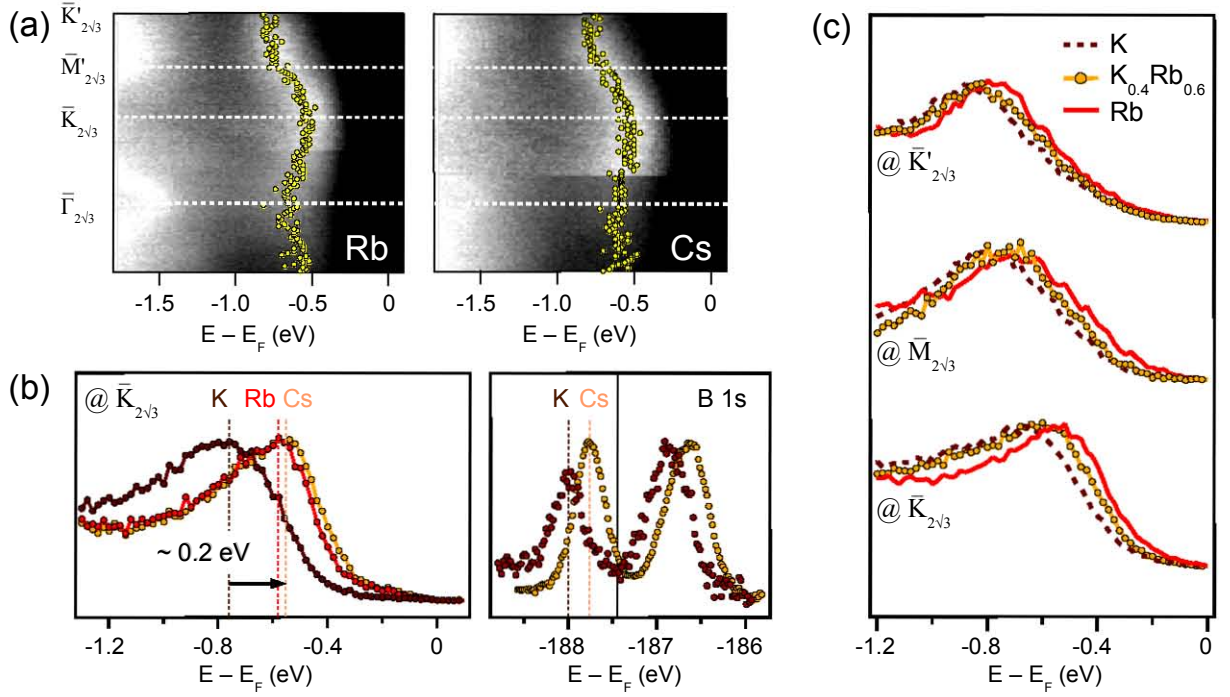 (a)
K̄'2√3
M̄'2√3
K̄2√3
Γ̄2√3
Rb
Cs
-1.5 -1.0 -0.5 0
-1.5 -1.0 -0.5 0
E – EF (eV)
E – EF (eV)
(b)
@ K̄2√3
K Rb Cs
~ 0.2 eV
-1.2 -0.8 -0.4 0
E – EF (eV)
K Cs B 1s
-188 -187 -186
E – EF (eV)
(c)
K
K0.4Rb0.6
Rb
@ K̄'2√3
@ M̄2√3
@ K̄2√3
-1.2 -0.8 -0.4 0
E – EF (eV)